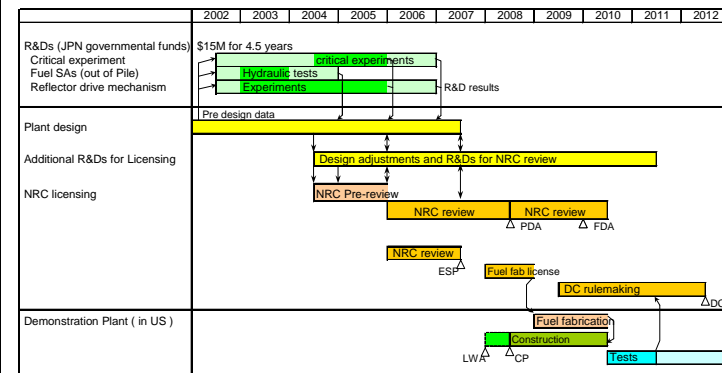 2002 2003 2004 2005 2006 2007 2008 2009 2010 2011 2012
R&Ds (JPN governmental funds) $15M for 4.5 years
Critical experiment critical experiments
Fuel SAs (out of Pile) Hydraulic tests
Reflector drive mechanism Experiments R&D results
Pre design data
Plant design
Additional R&Ds for Licensing Design adjustments and R&Ds for NRC review
NRC licensing NRC Pre-review
NRC review NRC review
PDA FDA
NRC review
ESP Fuel fab license
DC rulemaking
DC
Demonstration Plant ( in US ) Fuel fabrication
Construction
LWA CP Tests